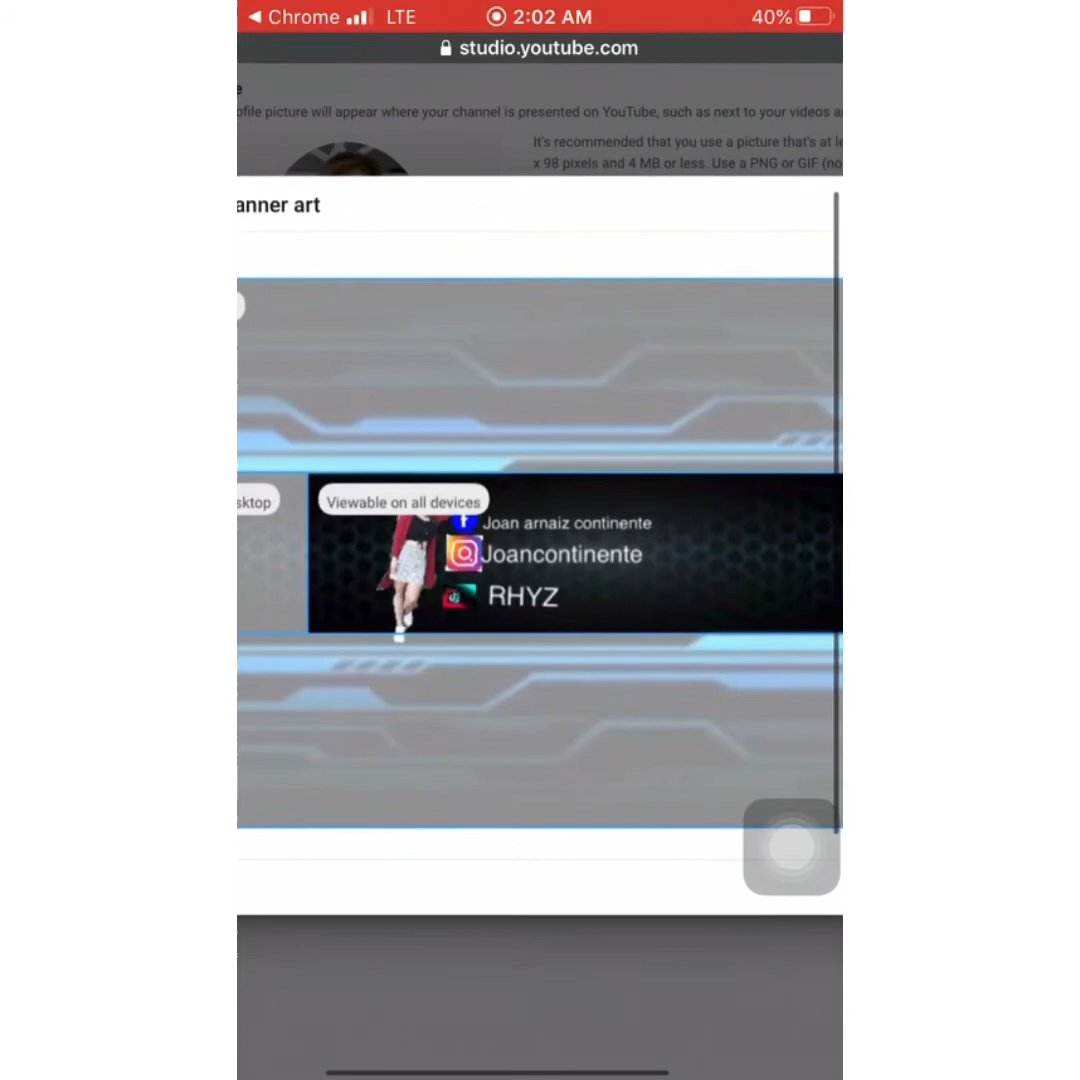 Chrome LTE 2:02 AM 40%
studio.youtube.com
e
ofile picture will appear where your channel is presented on YouTube, such as next to your videos a
It's recommended that you use a picture that's at le
x 98 pixels and 4 MB or less. Use a PNG or GIF (no
anner art
sktop
Viewable on all devices
Joan arnaiz continente
Joancontinente
RHYZ